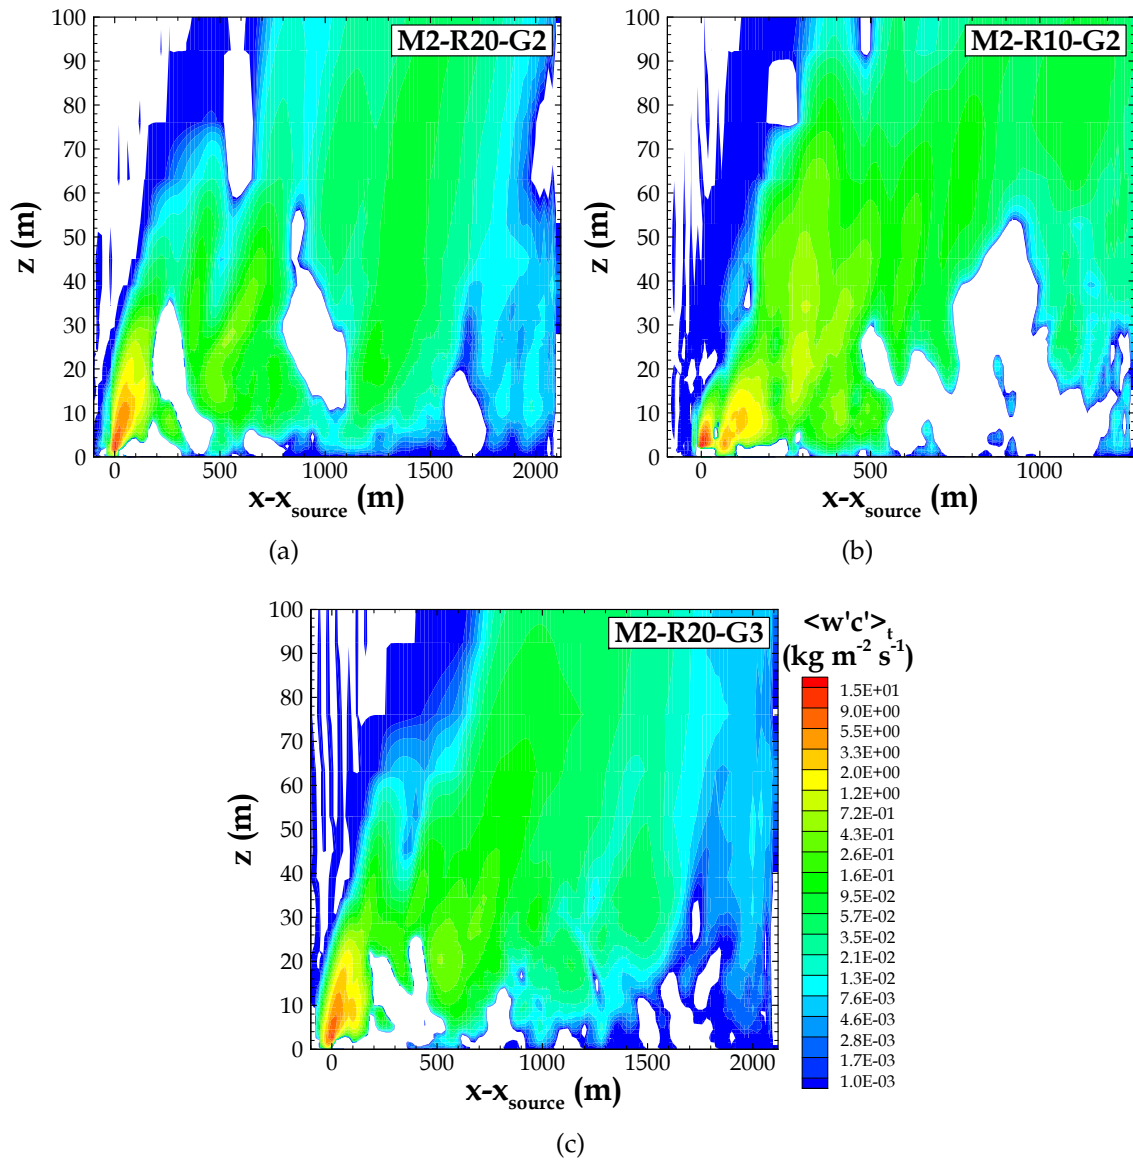 M2-R20-G2
100
90
80
70
60
50
40
30
20
10
0
z (m)
0 500 1000 1500 2000
x-x_source (m)
(a)
M2-R10-G2
100
90
80
70
60
50
40
30
20
10
0
z (m)
0 500 1000
x-x_source (m)
(b)
M2-R20-G3
100
90
80
70
60
50
40
30
20
10
0
z (m)
0 500 1000 1500 2000
x-x_source (m)
<w'c'>_t
(kg m⁻² s⁻¹)
1.5E+01
9.0E+00
5.5E+00
3.3E+00
2.0E+00
1.2E+00
7.2E-01
4.3E-01
2.6E-01
1.6E-01
9.5E-02
5.7E-02
3.5E-02
2.1E-02
1.3E-02
7.6E-03
4.6E-03
2.8E-03
1.7E-03
1.0E-03
(c)